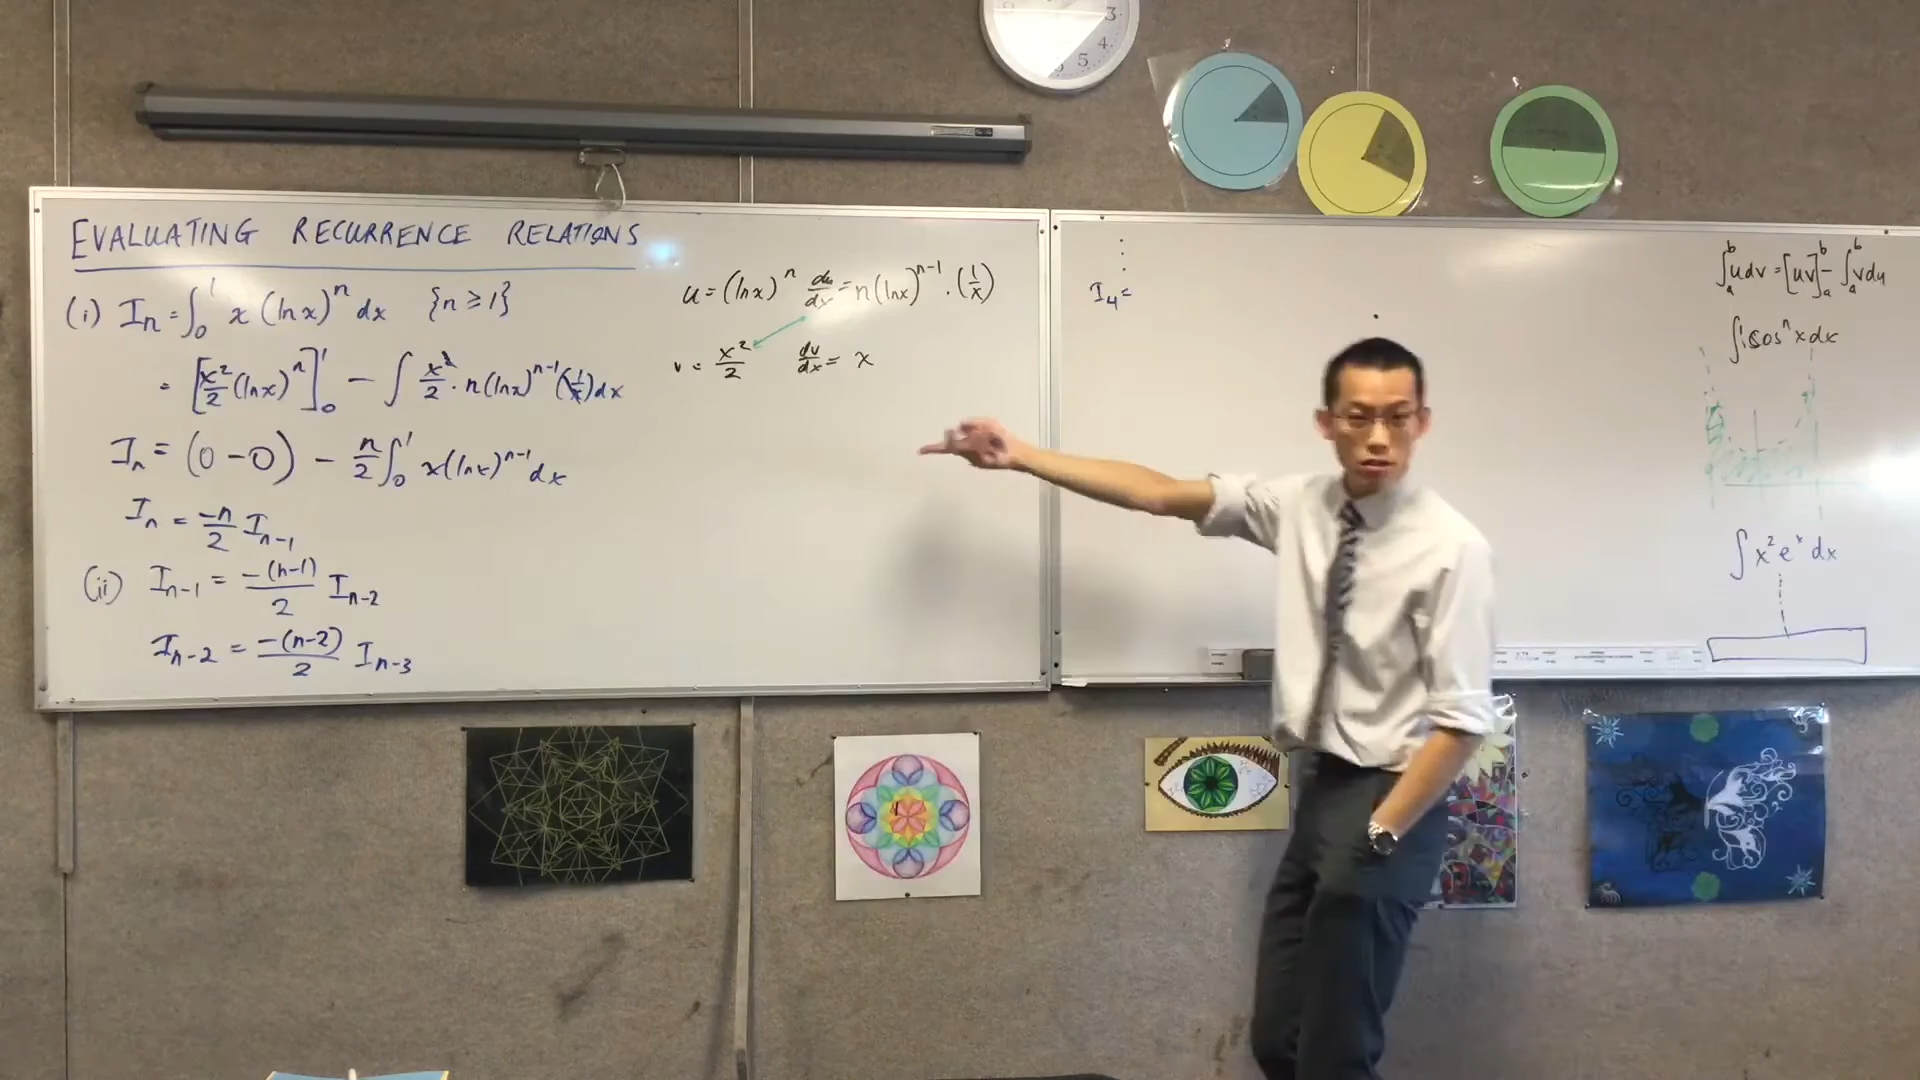 EVALUATING RECURRENCE RELATIONS
(i) Iₙ = ∫₀¹ x (ln x)ⁿ dx {n ≥ 1}
= [x²/2 (ln x)ⁿ]₀¹ − ∫ x²/2 · n(ln x)ⁿ⁻¹ (1/x) dx
Iₙ = (0 − 0) − n/2 ∫₀¹ x(ln x)ⁿ⁻¹ dx
Iₙ = −n/2 Iₙ₋₁
(ii) Iₙ₋₁ = −(n−1)/2 Iₙ₋₂
Iₙ₋₂ = −(n−2)/2 Iₙ₋₃
u = (ln x)ⁿ du/dx = n(ln x)ⁿ⁻¹ · (1/x)
v = x²/2 dv/dx = x
⋮
I₄ =
∫ₐᵇ u dv = [uv]ₐᵇ − ∫ₐᵇ v du
∫ x² eˣ dx
3
4
5